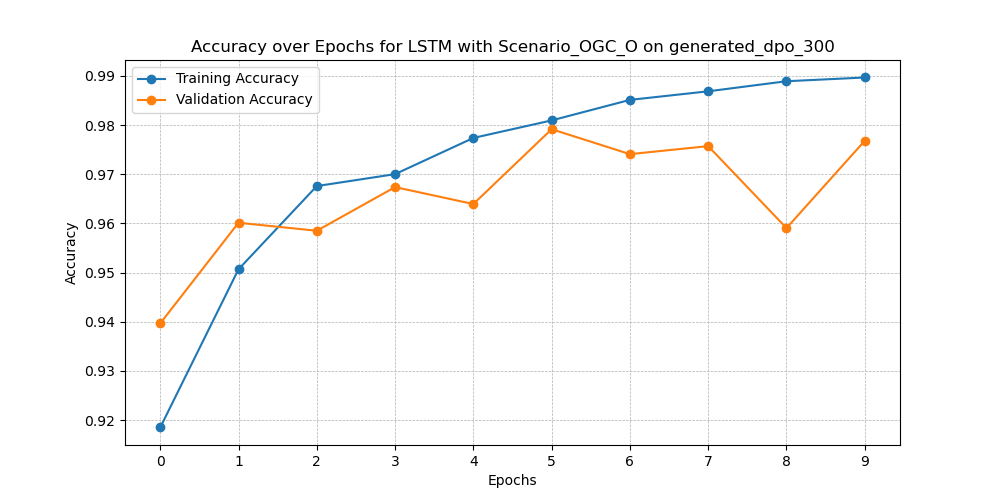 Accuracy over Epochs for LSTM with Scenario_OGC_O on generated_dpo_300
Training Accuracy
Validation Accuracy
0.99
0.98
0.97
0.96
0.95
0.94
0.93
0.92
Accuracy
0 1 2 3 4 5 6 7 8 9
Epochs